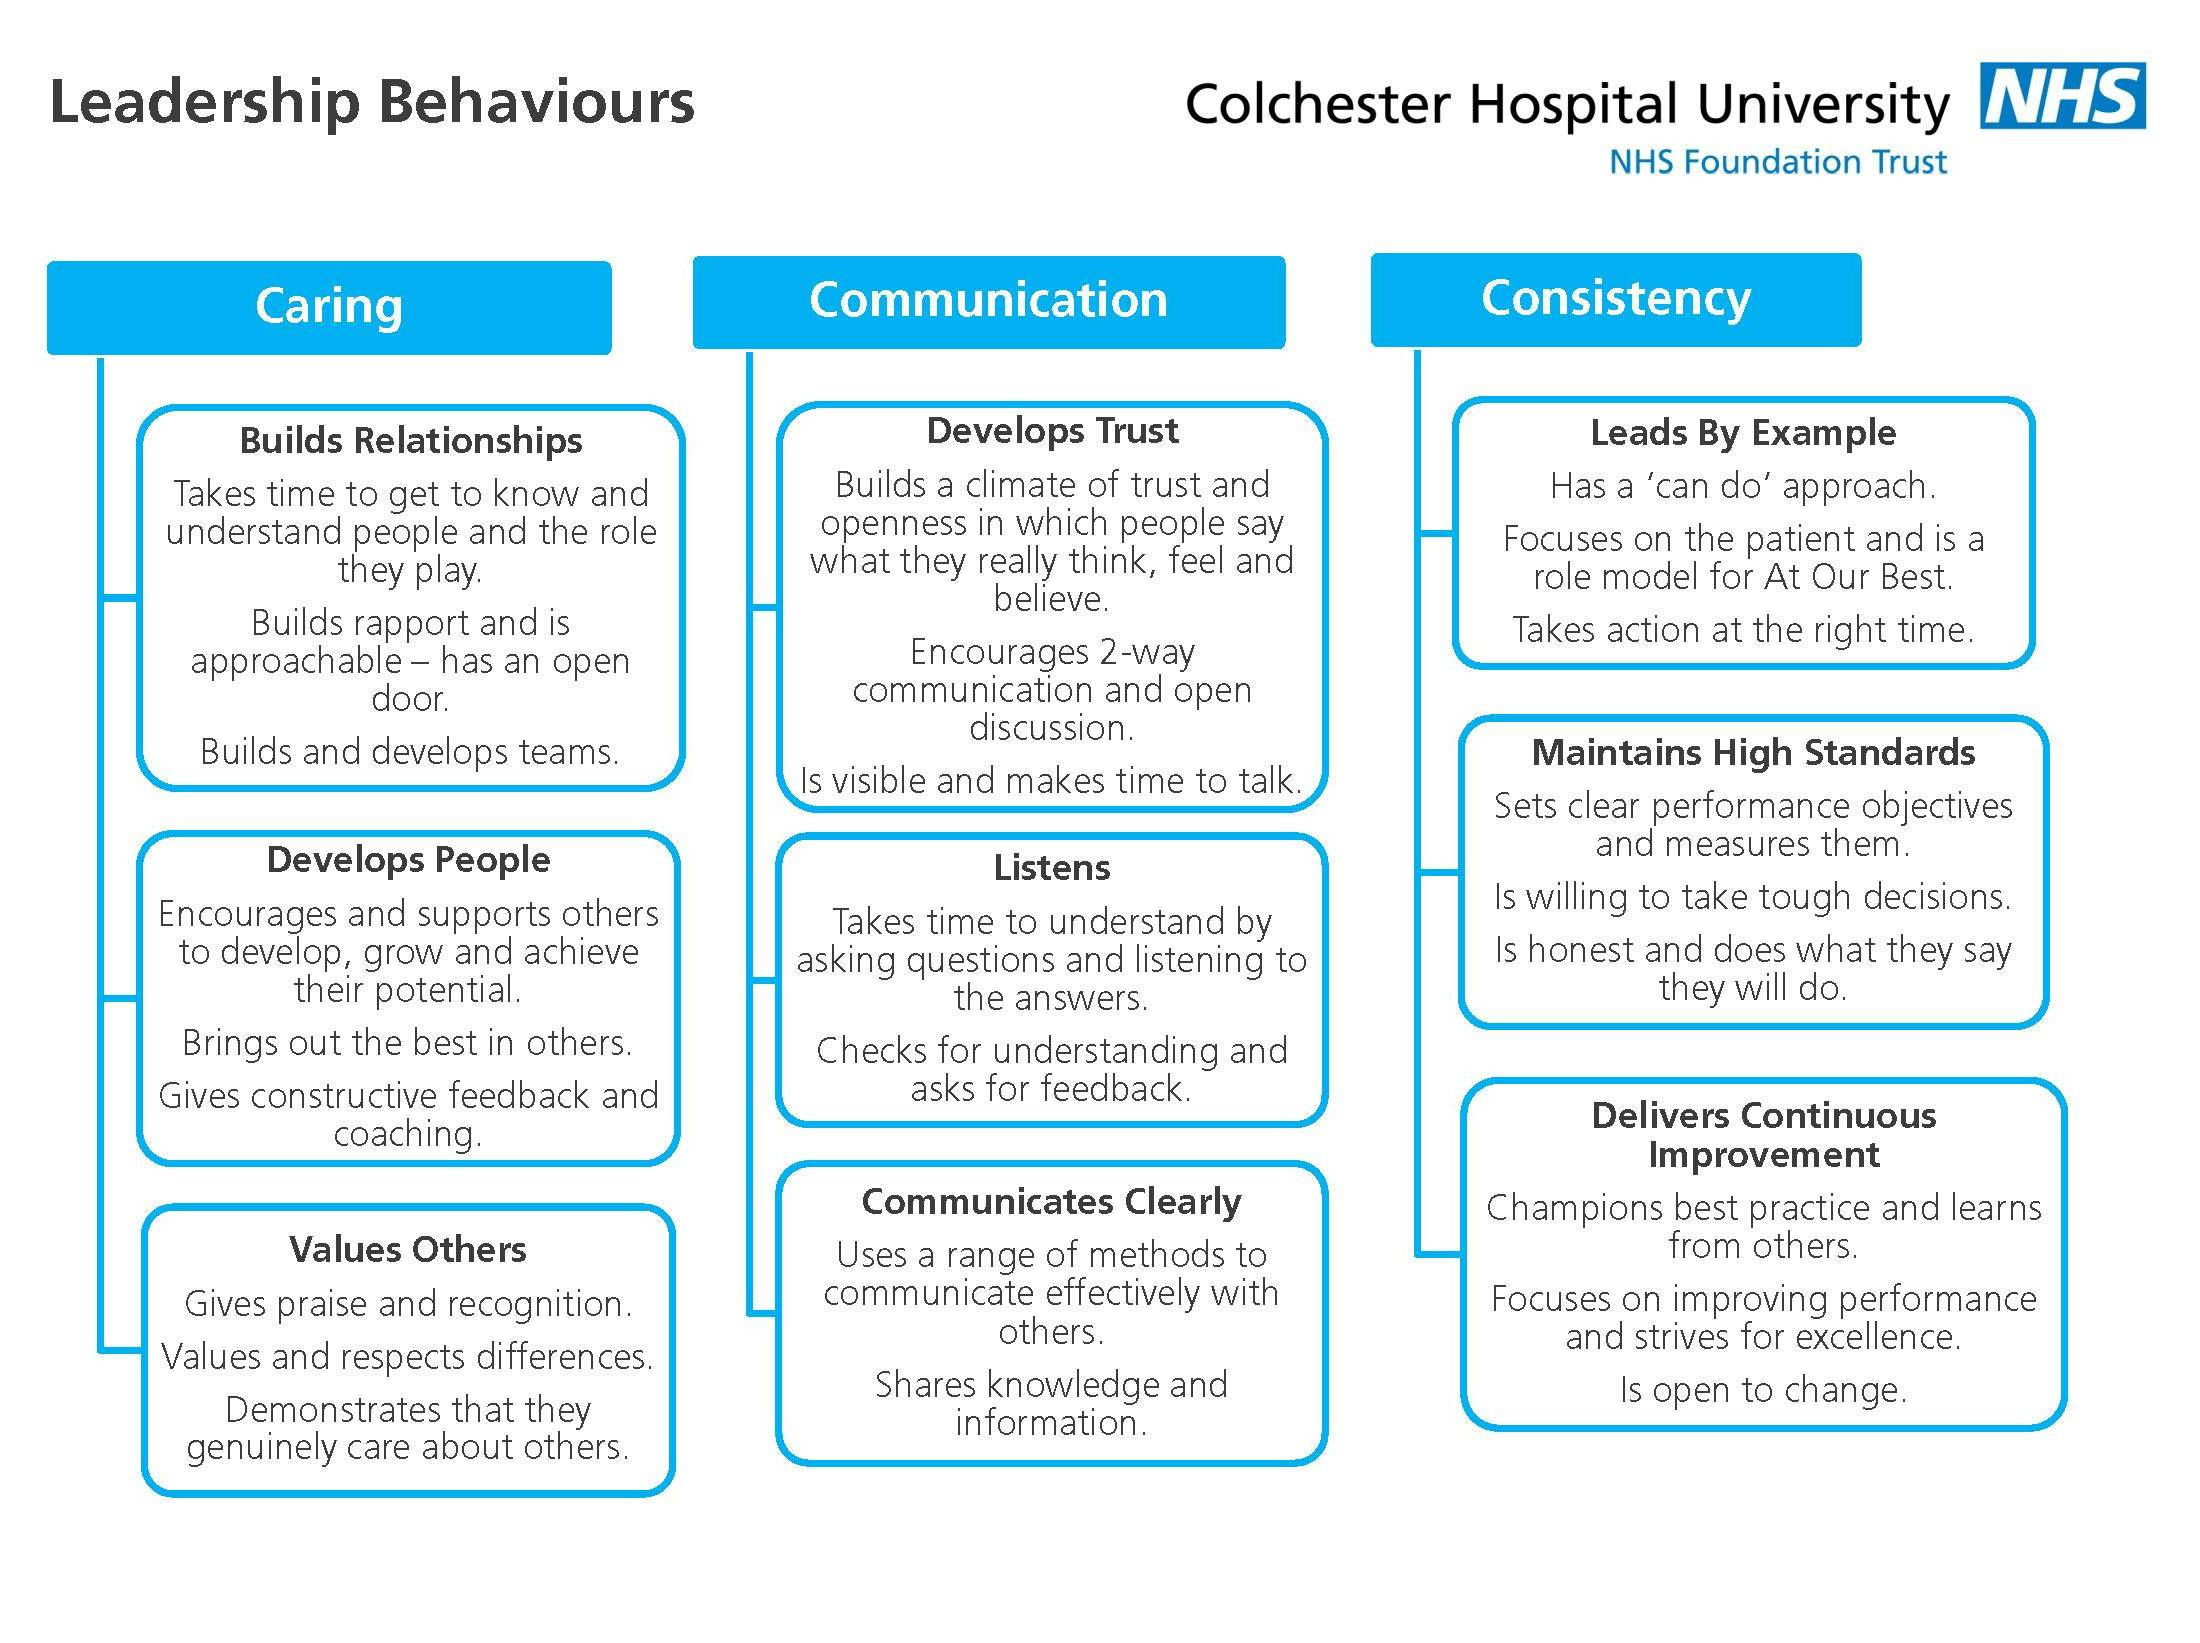 Leadership Behaviours
Colchester Hospital University
NHS
NHS Foundation Trust
Caring
Builds Relationships
Takes time to get to know and
understand people and the role
they play.
Builds rapport and is
approachable – has an open
door.
Builds and develops teams.
Develops People
Encourages and supports others
to develop, grow and achieve
their potential.
Brings out the best in others.
Gives constructive feedback and
coaching.
Values Others
Gives praise and recognition.
Values and respects differences.
Demonstrates that they
genuinely care about others.
Communication
Develops Trust
Builds a climate of trust and
openness in which people say
what they really think, feel and
believe.
Encourages 2-way
communication and open
discussion.
Is visible and makes time to talk.
Listens
Takes time to understand by
asking questions and listening to
the answers.
Checks for understanding and
asks for feedback.
Communicates Clearly
Uses a range of methods to
communicate effectively with
others.
Shares knowledge and
information.
Consistency
Leads By Example
Has a ‘can do’ approach.
Focuses on the patient and is a
role model for At Our Best.
Takes action at the right time.
Maintains High Standards
Sets clear performance objectives
and measures them.
Is willing to take tough decisions.
Is honest and does what they say
they will do.
Delivers Continuous
Improvement
Champions best practice and learns
from others.
Focuses on improving performance
and strives for excellence.
Is open to change.